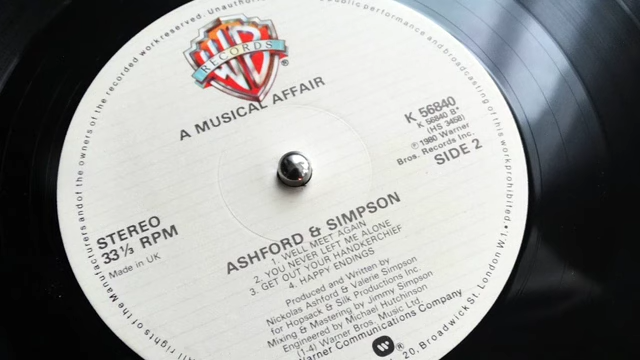 All rights of the Manufacturers and of the owners of the recorded work reserved. Unauthori
public performance and broadcasting of this work prohibited.
W
RECORDS
®
A MUSICAL AFFAIR
K 56840
K 56840 B
(HS 3458)
℗ 1980 Warner
Bros. Records Inc.
SIDE 2
STEREO
33⅓ RPM
Made in UK
ASHFORD & SIMPSON
1. WELL MEET AGAIN
2. YOU NEVER LEFT ME ALONE
3. GET OUT YOUR HANDKERCHIEF
4. HAPPY ENDINGS
Produced and Written by
Nickolas Ashford & Valerie Simpson
for Hopsack & Silk Productions Inc.
Mixing & Mastering by Jimmy Simpson
Engineered by Michael Hutchinson
(1-4) Warner Bros. Music Ltd.
Warner Communications Company
®
20, Broadwick St. London W.1.